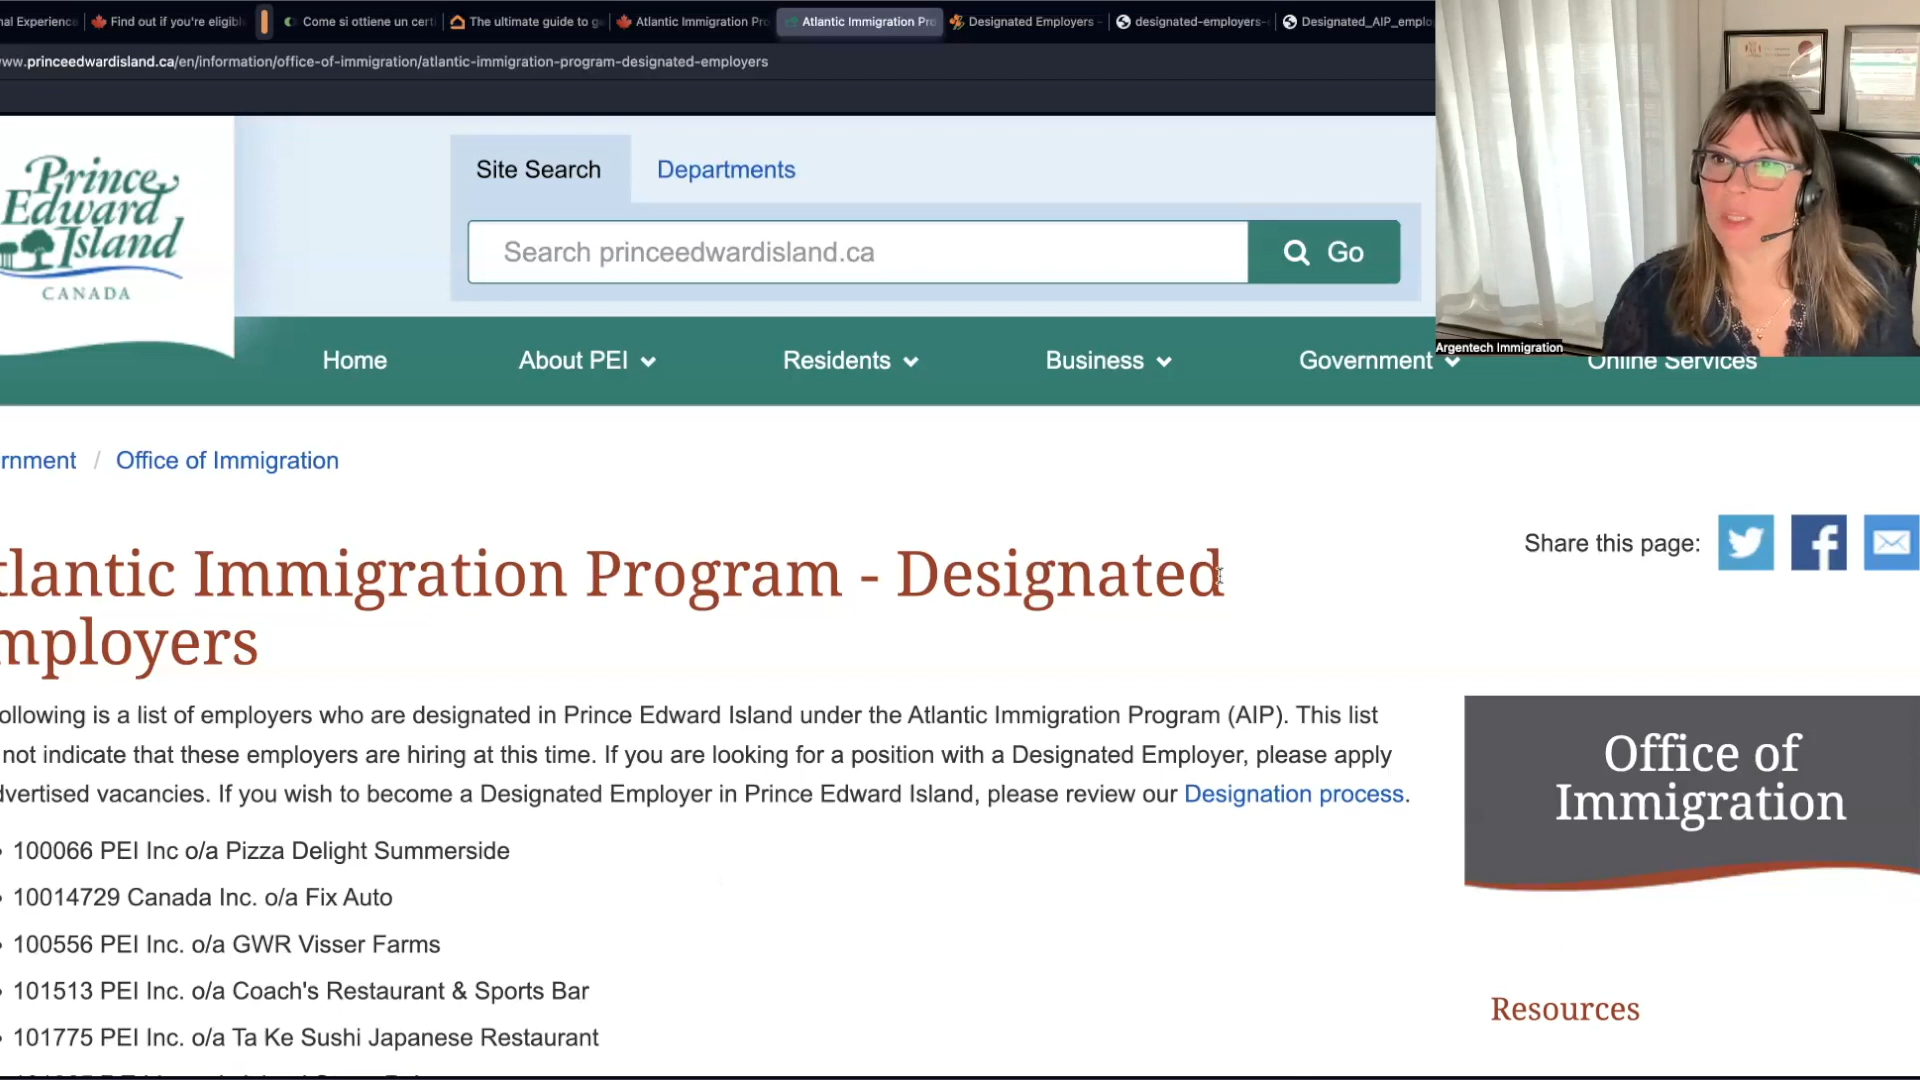 al Experience
Find out if you're eligibl
Come si ottiene un cert
The ultimate guide to g
Atlantic Immigration Pro
Atlantic Immigration Pro
Designated Employers –
designated-employers-
Designated_AIP_emplo
ww.princeedwardisland.ca/en/information/office-of-immigration/atlantic-immigration-program-designated-employers
Prince
Edward
Island
CANADA
Site Search
Departments
Search princeedwardisland.ca
Go
Argentech Immigration
Home
About PEI
Residents
Business
Government
Online Services
rnment / Office of Immigration
Share this page:
tlantic Immigration Program - Designated
mployers
ollowing is a list of employers who are designated in Prince Edward Island under the Atlantic Immigration Program (AIP). This list
not indicate that these employers are hiring at this time. If you are looking for a position with a Designated Employer, please apply
dvertised vacancies. If you wish to become a Designated Employer in Prince Edward Island, please review our Designation process.
• 100066 PEI Inc o/a Pizza Delight Summerside
• 10014729 Canada Inc. o/a Fix Auto
• 100556 PEI Inc. o/a GWR Visser Farms
• 101513 PEI Inc. o/a Coach's Restaurant & Sports Bar
• 101775 PEI Inc. o/a Ta Ke Sushi Japanese Restaurant
Office of
Immigration
Resources